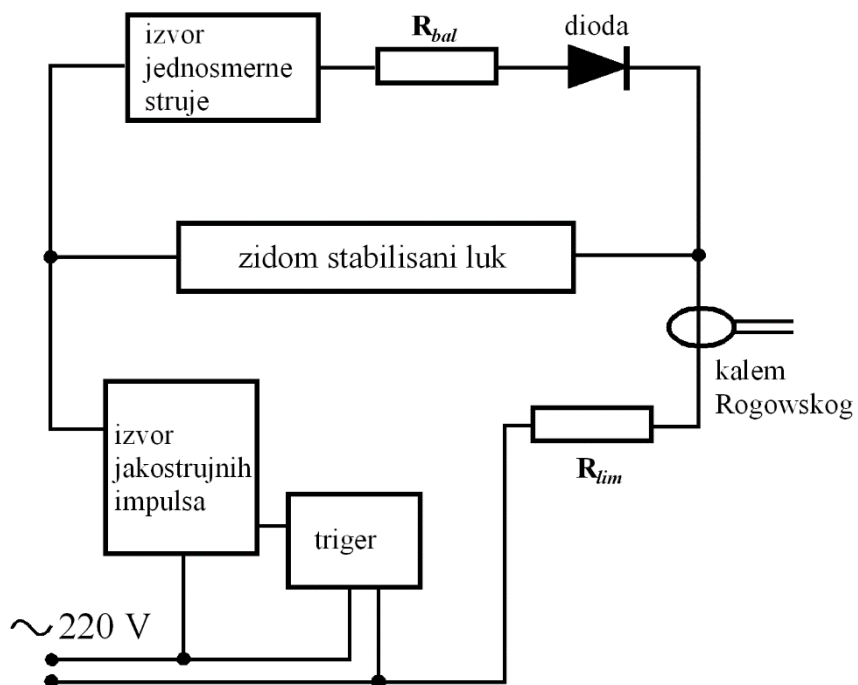 izvor
jednosmerne
struje
R_bal
dioda
zidom stabilisani luk
kalem
Rogowskog
izvor
jakostrujnih
impulsa
R_lim
triger
~ 220 V